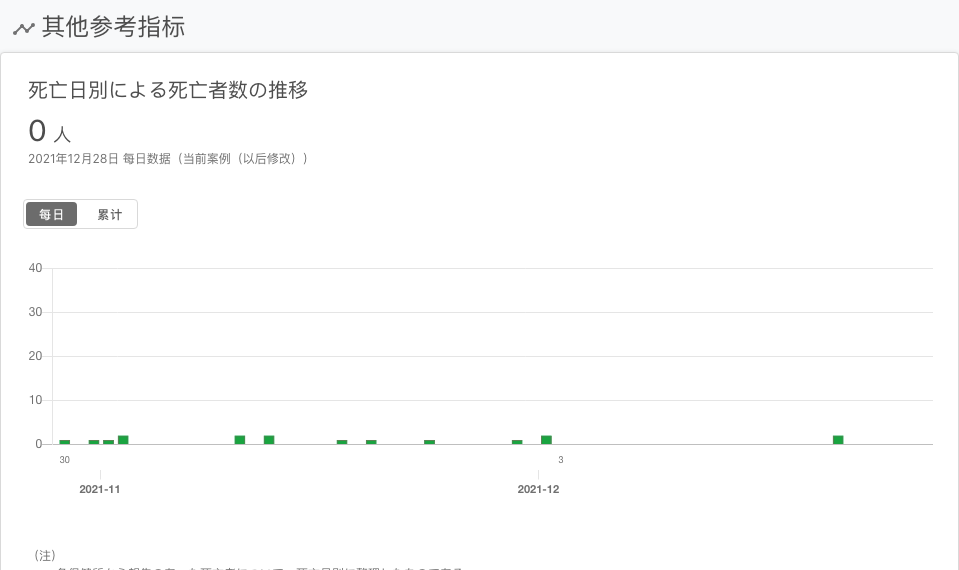 其他参考指标
死亡日別による死亡者数の推移
0 人
2021年12月28日 每日数据（当前案例（以后修改））
每日 累计
40
30
20
10
0
30 3
2021-11 2021-12
（注）